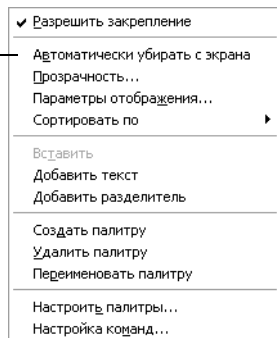 Разрешить закрепление
Автоматически убирать с экрана
Прозрачность...
Параметры отображения...
Сортировать по
Вставить
Добавить текст
Добавить разделитель
Создать палитру
Удалить палитру
Переименовать палитру
Настроить палитры...
Настройка команд...